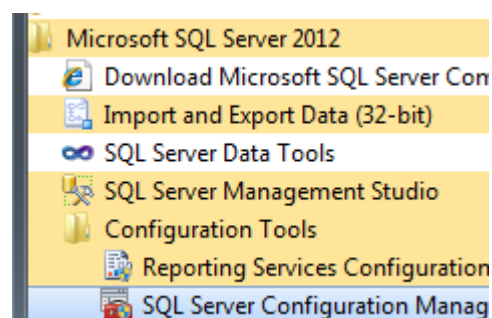 Microsoft SQL Server 2012
Download Microsoft SQL Server Com
Import and Export Data (32-bit)
SQL Server Data Tools
SQL Server Management Studio
Configuration Tools
Reporting Services Configuration
SQL Server Configuration Manag